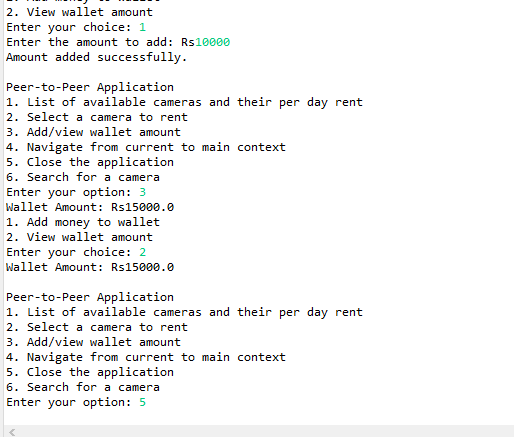 2. View wallet amount
Enter your choice: 1
Enter the amount to add: Rs10000
Amount added successfully.
Peer-to-Peer Application
1. List of available cameras and their per day rent
2. Select a camera to rent
3. Add/view wallet amount
4. Navigate from current to main context
5. Close the application
6. Search for a camera
Enter your option: 3
Wallet Amount: Rs15000.0
1. Add money to wallet
2. View wallet amount
Enter your choice: 2
Wallet Amount: Rs15000.0
Peer-to-Peer Application
1. List of available cameras and their per day rent
2. Select a camera to rent
3. Add/view wallet amount
4. Navigate from current to main context
5. Close the application
6. Search for a camera
Enter your option: 5